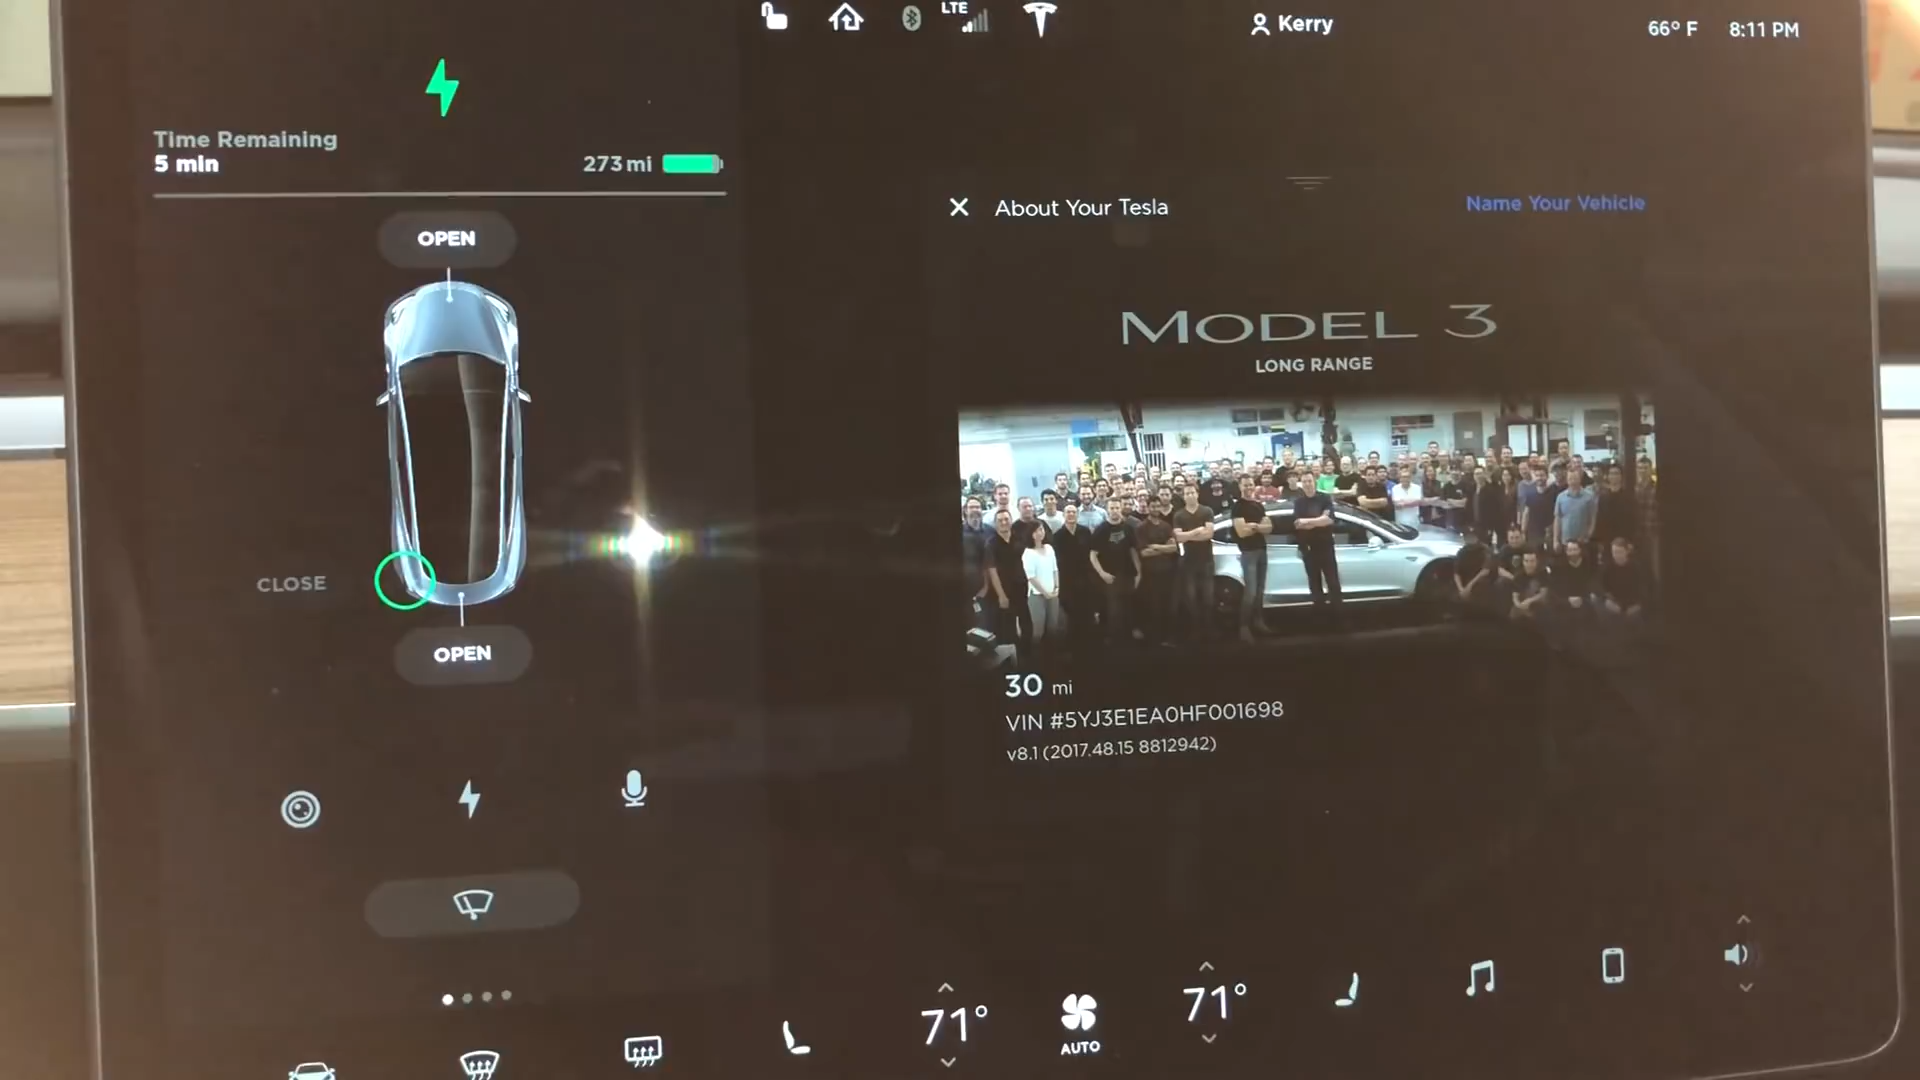 LTE
Kerry
66° F 8:11 PM
Time Remaining
5 min
273 mi
OPEN
CLOSE
OPEN
About Your Tesla
Name Your Vehicle
MODEL 3
LONG RANGE
30 mi
VIN #5YJ3E1EA0HF001698
v8.1 (2017.48.15 8812942)
71°
AUTO
71°